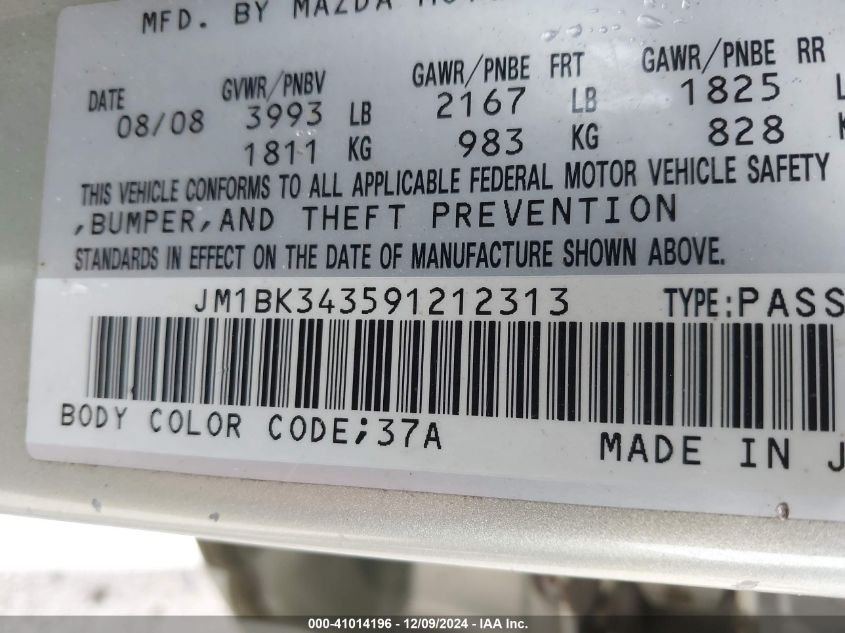 MFD. BY MAZDA
DATE GVWR/PNBV GAWR/PNBE FRT GAWR/PNBE RR
08/08 3993 LB 2167 LB 1825
1811 KG 983 KG 828
THIS VEHICLE CONFORMS TO ALL APPLICABLE FEDERAL MOTOR VEHICLE SAFETY
,BUMPER,AND THEFT PREVENTION
STANDARDS IN EFFECT ON THE DATE OF MANUFACTURE SHOWN ABOVE.
JM1BK343591212313 TYPE:PASS
BODY COLOR CODE;37A
MADE IN
000-41014196 - 12/09/2024 - IAA Inc.